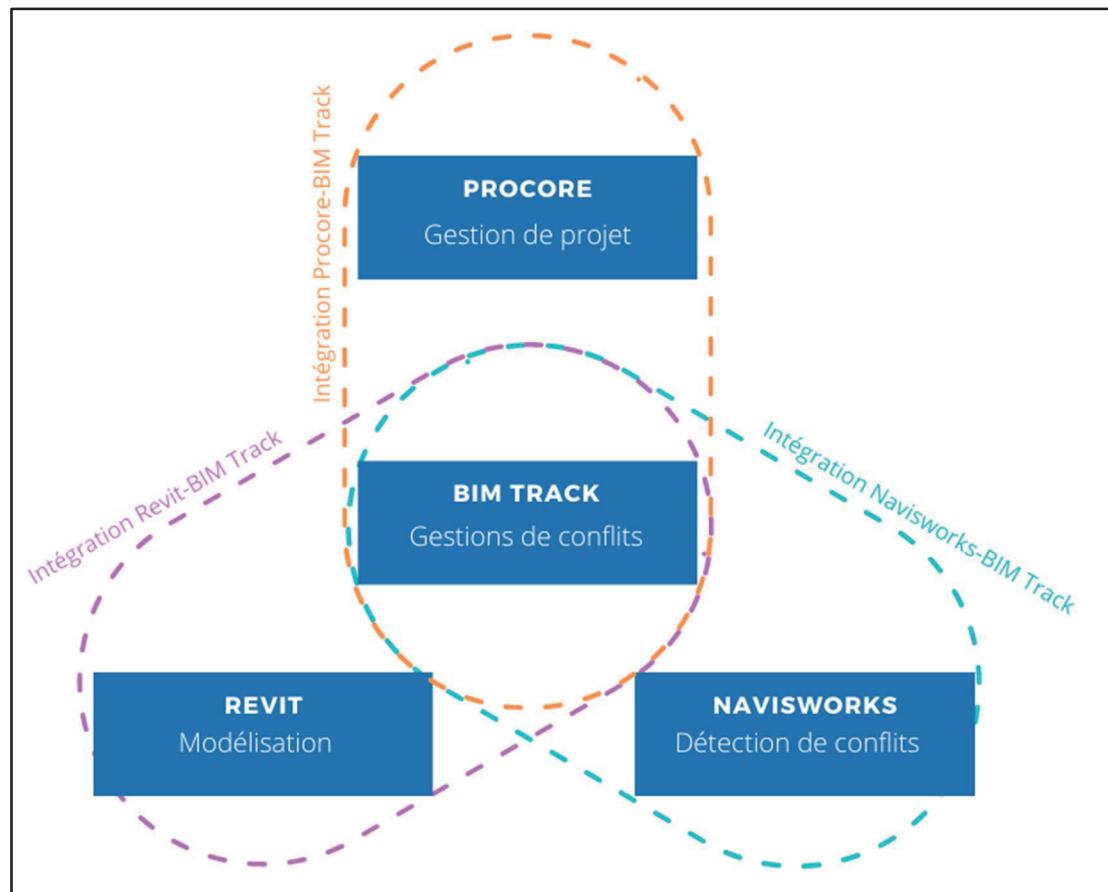 Intégration Procore-BIM Track
PROCORE
Gestion de projet
Intégration Revit-BIM Track
Intégration Navisworks-BIM Track
BIM TRACK
Gestions de conflits
REVIT
Modélisation
NAVISWORKS
Détection de conflits